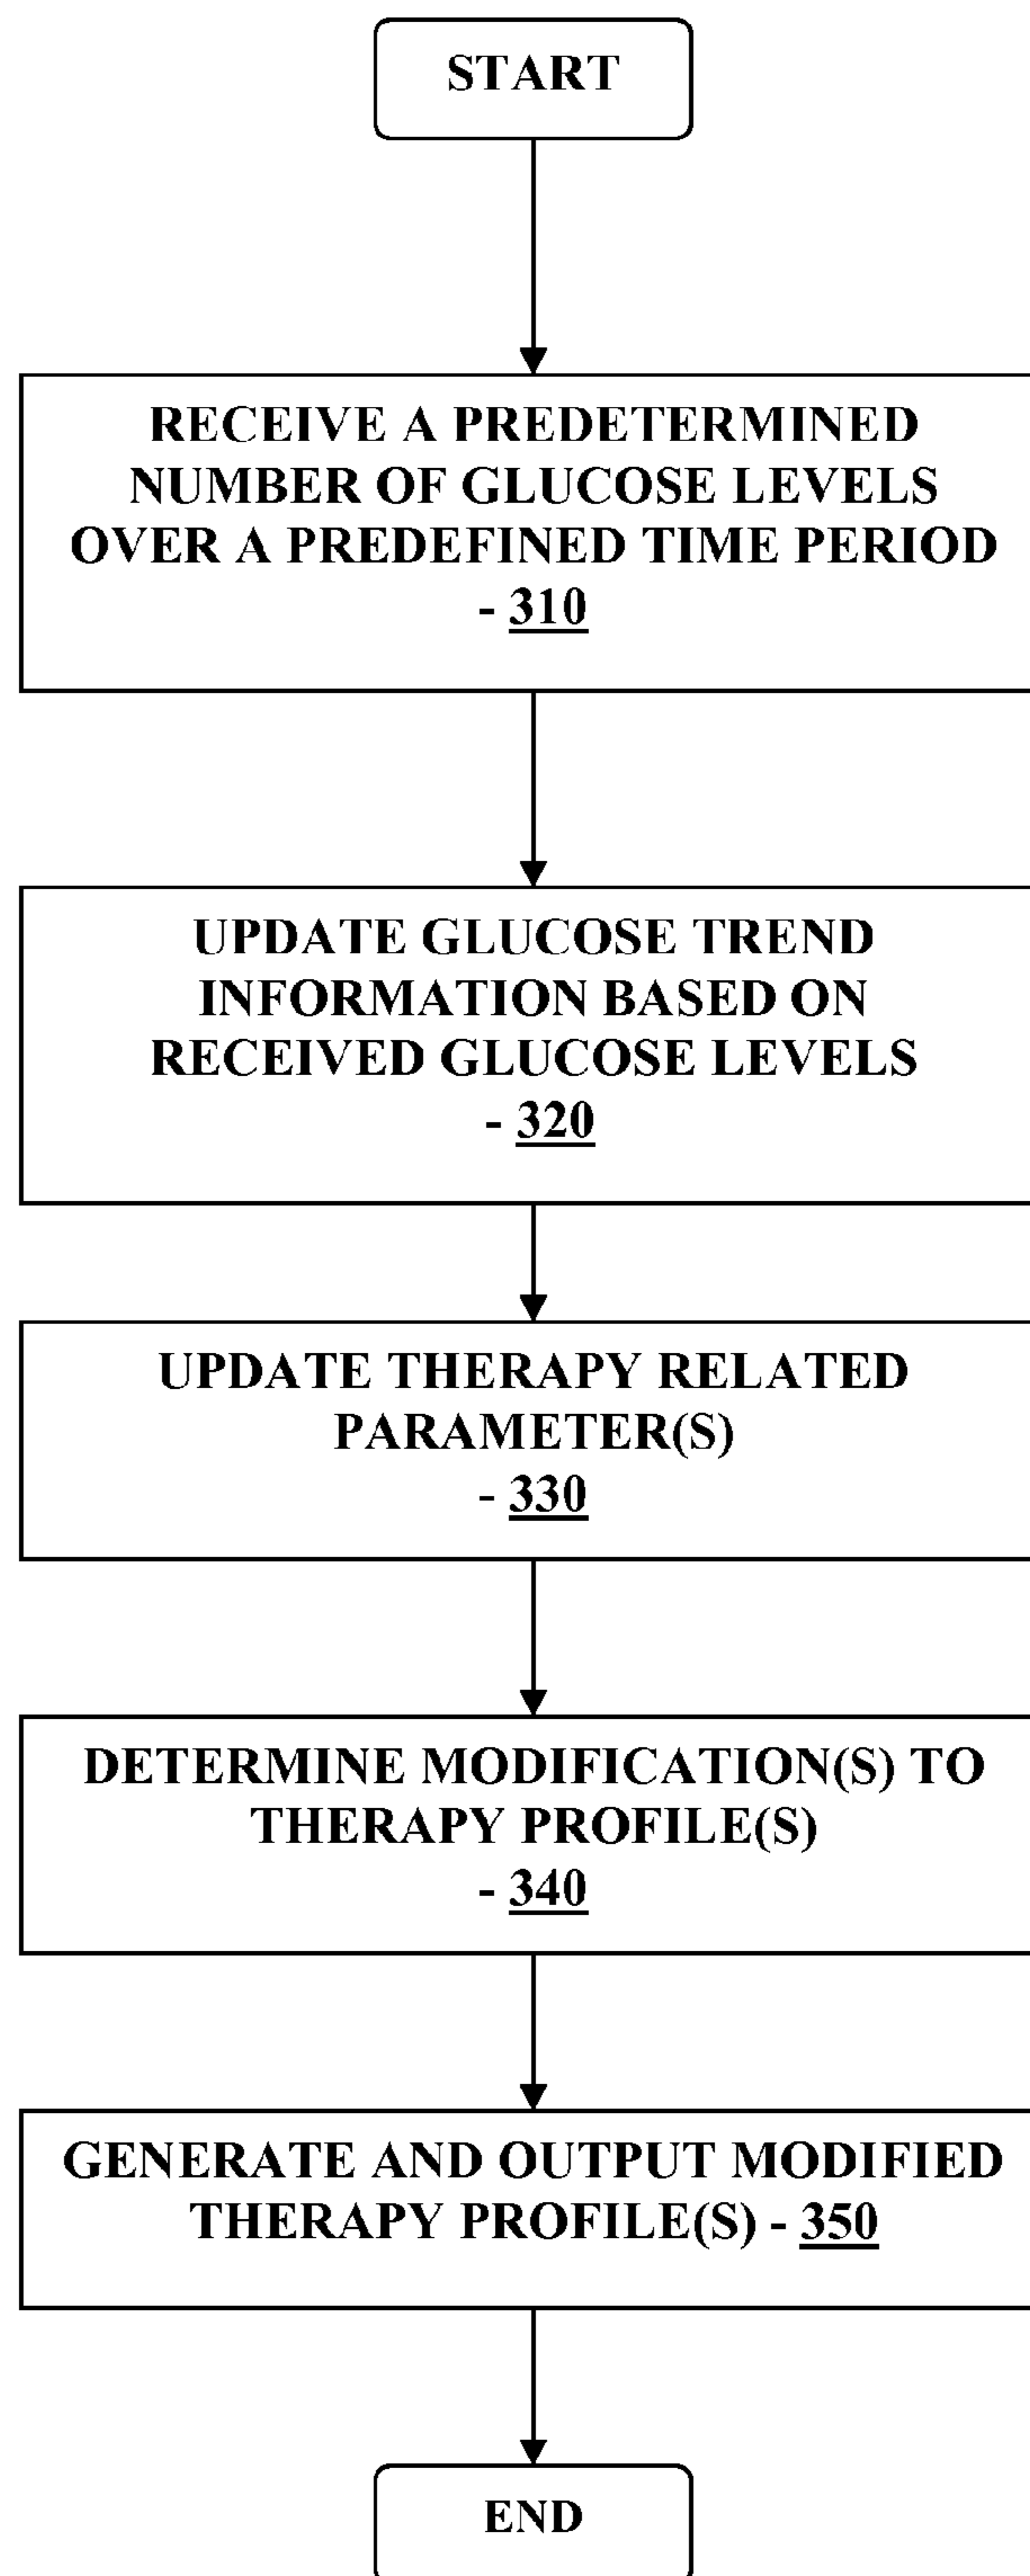 START
RECEIVE A PREDETERMINED
NUMBER OF GLUCOSE LEVELS
OVER A PREDEFINED TIME PERIOD
- 310
UPDATE GLUCOSE TREND
INFORMATION BASED ON
RECEIVED GLUCOSE LEVELS
- 320
UPDATE THERAPY RELATED
PARAMETER(S)
- 330
DETERMINE MODIFICATION(S) TO
THERAPY PROFILE(S)
- 340
GENERATE AND OUTPUT MODIFIED
THERAPY PROFILE(S) - 350
END